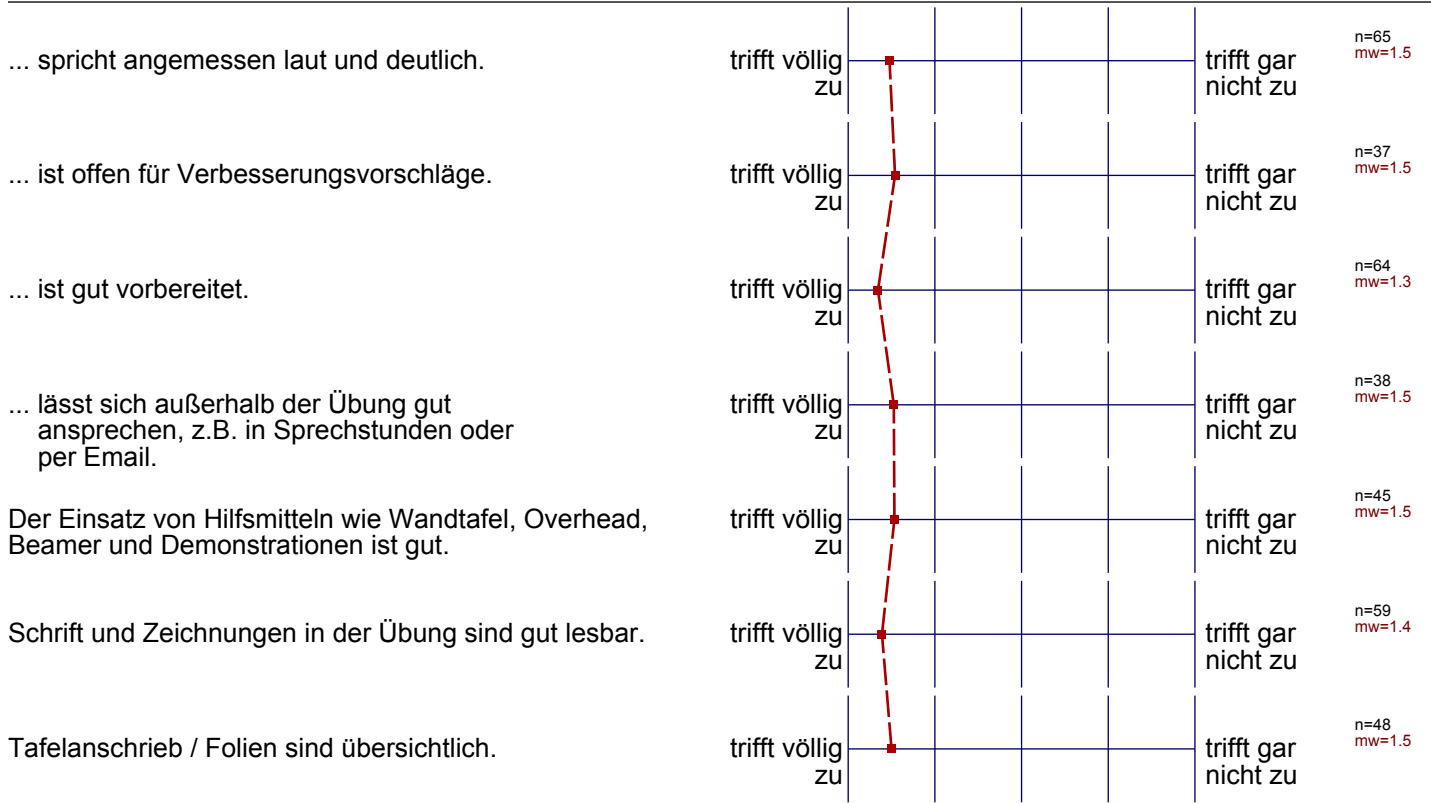 ... spricht angemessen laut und deutlich.
trifft völlig
zu
trifft gar
nicht zu
n=65
mw=1.5
... ist offen für Verbesserungsvorschläge.
trifft völlig
zu
trifft gar
nicht zu
n=37
mw=1.5
... ist gut vorbereitet.
trifft völlig
zu
trifft gar
nicht zu
n=64
mw=1.3
... lässt sich außerhalb der Übung gut
ansprechen, z.B. in Sprechstunden oder
per Email.
trifft völlig
zu
trifft gar
nicht zu
n=38
mw=1.5
Der Einsatz von Hilfsmitteln wie Wandtafel, Overhead,
Beamer und Demonstrationen ist gut.
trifft völlig
zu
trifft gar
nicht zu
n=45
mw=1.5
Schrift und Zeichnungen in der Übung sind gut lesbar.
trifft völlig
zu
trifft gar
nicht zu
n=59
mw=1.4
Tafelanschrieb / Folien sind übersichtlich.
trifft völlig
zu
trifft gar
nicht zu
n=48
mw=1.5